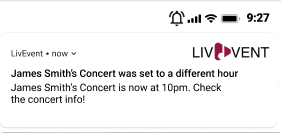 9:27
LivEvent • now
LIVEVENT
James Smith's Concert was set to a different hour
James Smith's Concert is now at 10pm. Check
the concert info!